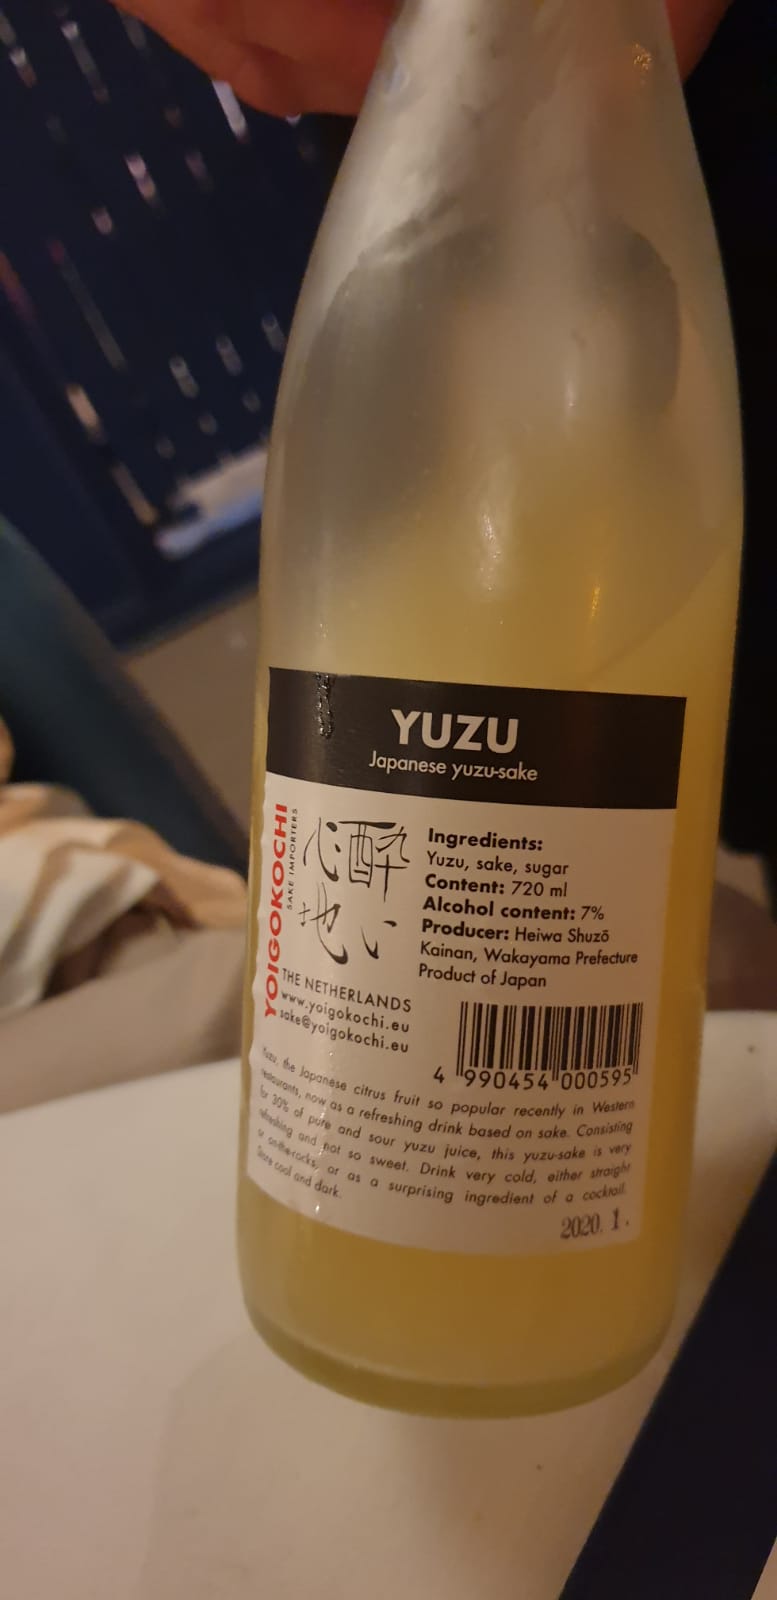 YUZU
Japanese yuzu-sake
YOIGOKOCHI
SAKE IMPORTERS
酔い
心地
THE NETHERLANDS
www.yoigokochi.eu
sake@yoigokochi.eu
Ingredients:
Yuzu, sake, sugar
Content: 720 ml
Alcohol content: 7%
Producer: Heiwa Shuzō
Kainan, Wakayama Prefecture
Product of Japan
4 990454 000595
Yuzu, the Japanese citrus fruit so popular recently in Western
restaurants, now as a refreshing drink based on sake. Consisting
for 30% of pure and sour yuzu juice, this yuzu-sake is very
refreshing and not so sweet. Drink very cold, either straight
or on-the-rocks, or as a surprising ingredient of a cocktail.
Store cool and dark.
2020. 1.